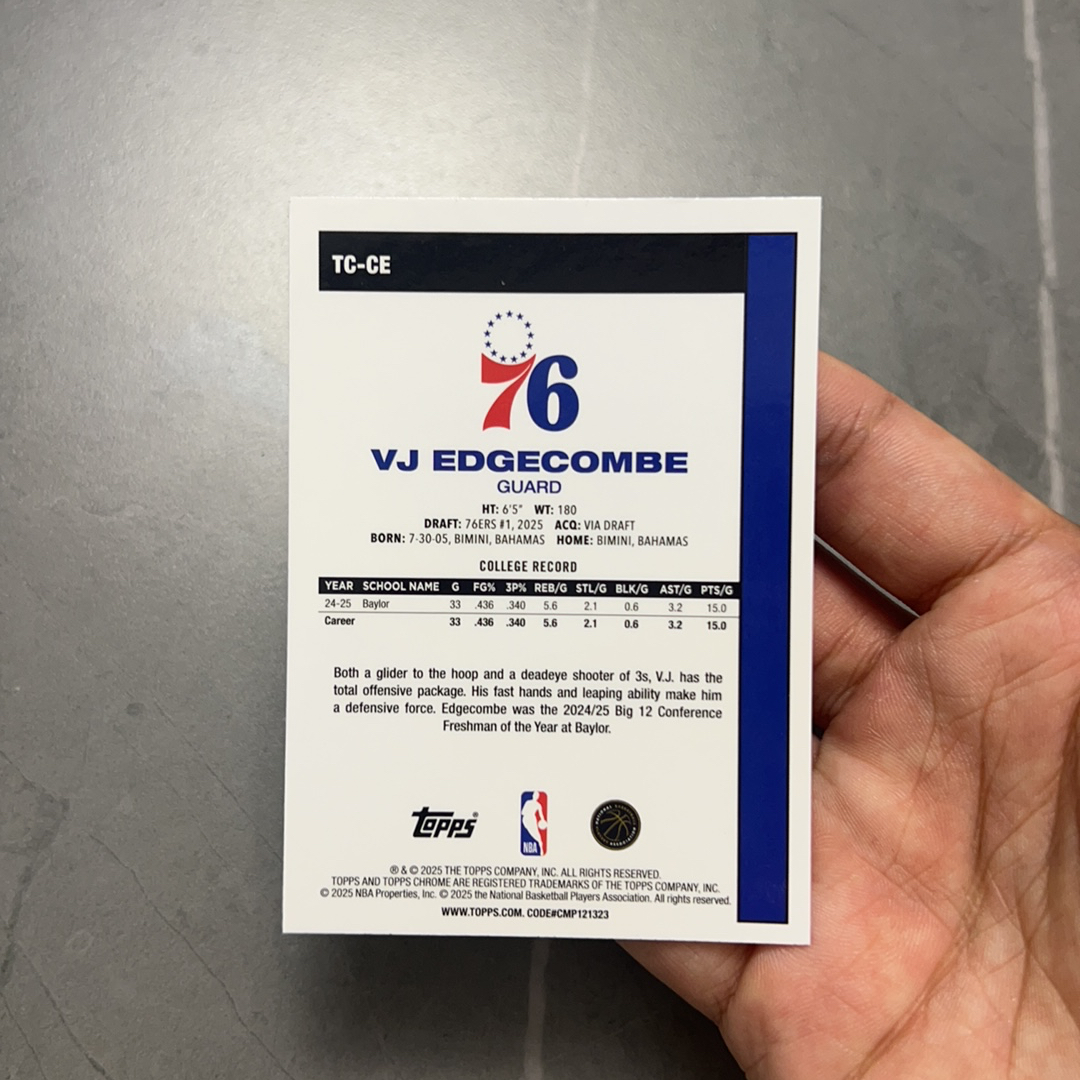 TC-CE
76
VJ EDGECOMBE
GUARD
HT: 6'5" WT: 180
DRAFT: 76ERS #1, 2025 ACQ: VIA DRAFT
BORN: 7-30-05, BIMINI, BAHAMAS HOME: BIMINI, BAHAMAS
COLLEGE RECORD
YEAR SCHOOL NAME G FG% 3P% REB/G STL/G BLK/G AST/G PTS/G
24-25 Baylor 33 .436 .340 5.6 2.1 0.6 3.2 15.0
Career 33 .436 .340 5.6 2.1 0.6 3.2 15.0
Both a glider to the hoop and a deadeye shooter of 3s, V.J. has the
total offensive package. His fast hands and leaping ability make him
a defensive force. Edgecombe was the 2024/25 Big 12 Conference
Freshman of the Year at Baylor.
Topps®
NBA
® & © 2025 THE TOPPS COMPANY, INC. ALL RIGHTS RESERVED.
TOPPS AND TOPPS CHROME ARE REGISTERED TRADEMARKS OF THE TOPPS COMPANY, INC.
© 2025 NBA Properties, Inc. © 2025 the National Basketball Players Association. All rights reserved.
WWW.TOPPS.COM. CODE#CMP121323